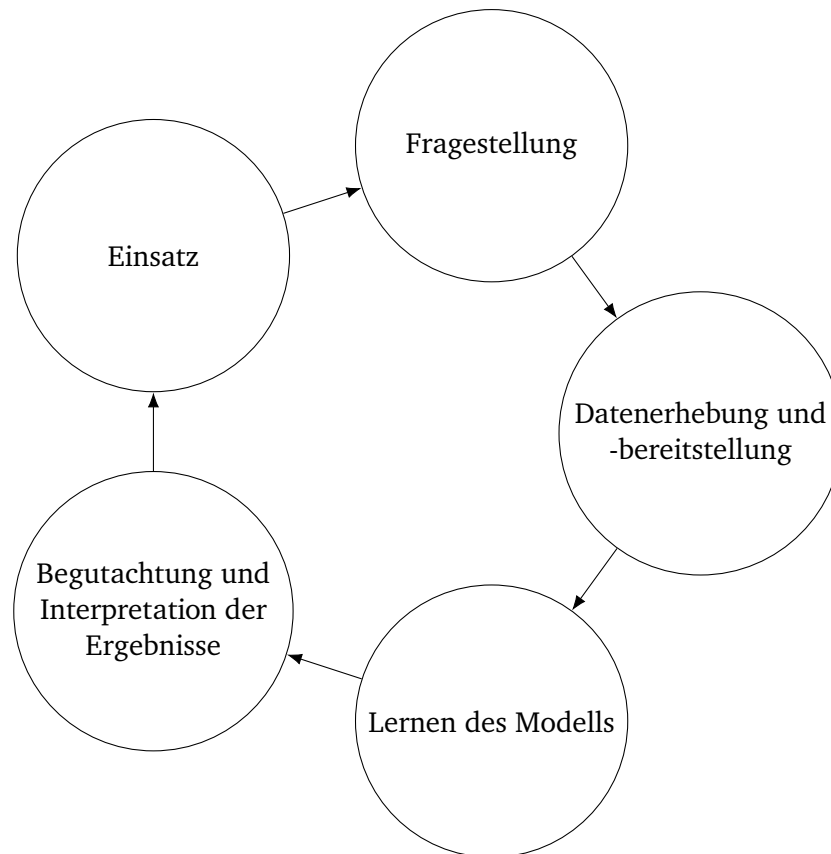 Fragestellung
Einsatz
Datenerhebung und
-bereitstellung
Begutachtung und
Interpretation der
Ergebnisse
Lernen des Modells